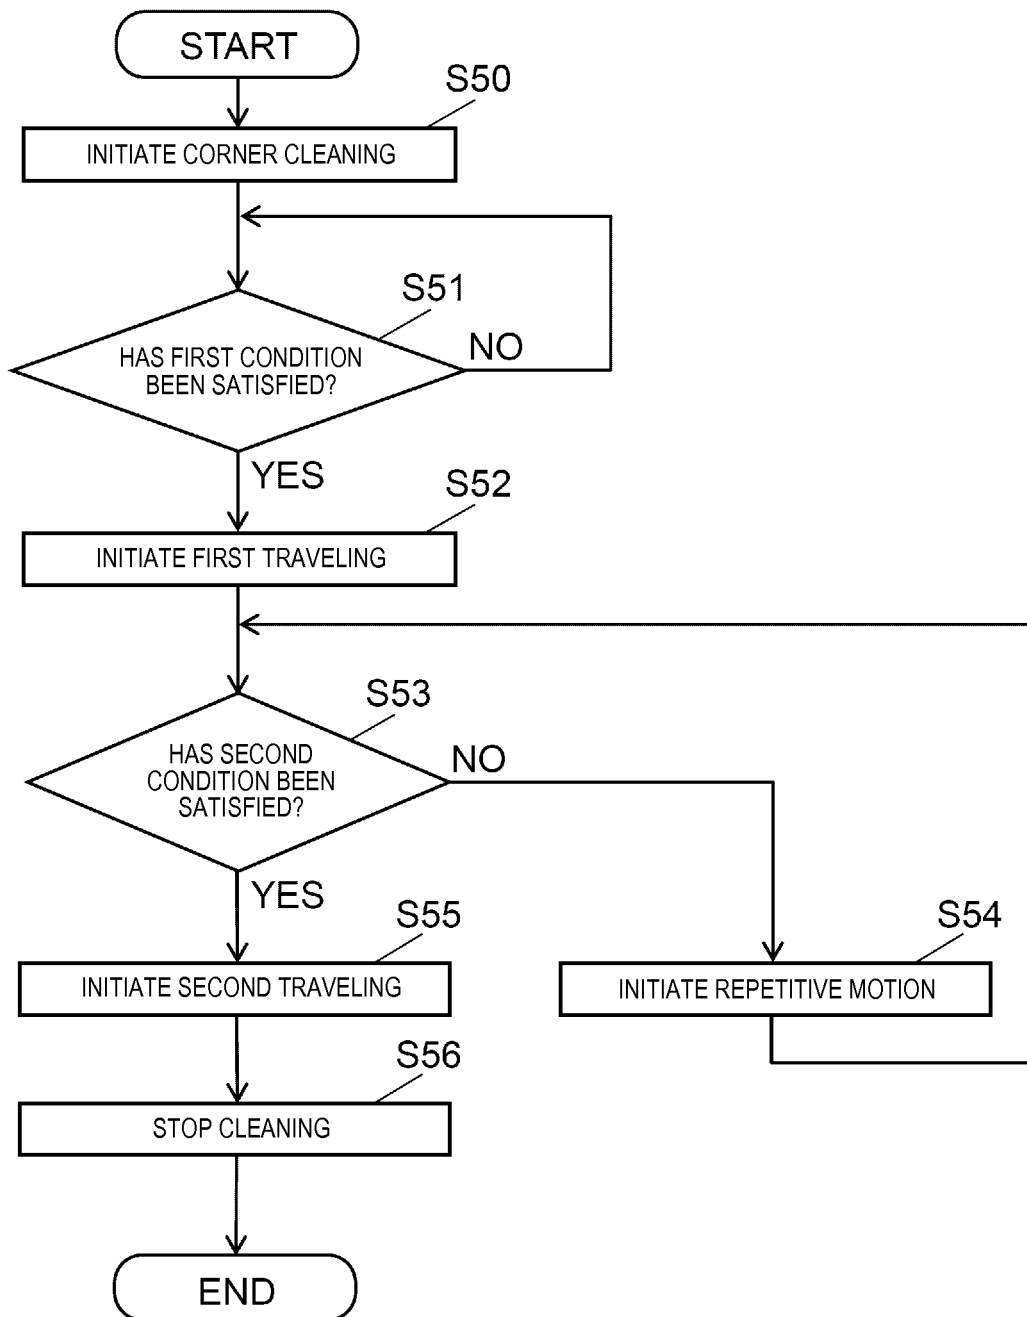 START
S50
INITIATE CORNER CLEANING
S51
HAS FIRST CONDITION
BEEN SATISFIED?
NO
YES
S52
INITIATE FIRST TRAVELING
S53
HAS SECOND
CONDITION BEEN
SATISFIED?
NO
YES
S55
INITIATE SECOND TRAVELING
S54
INITIATE REPETITIVE MOTION
S56
STOP CLEANING
END